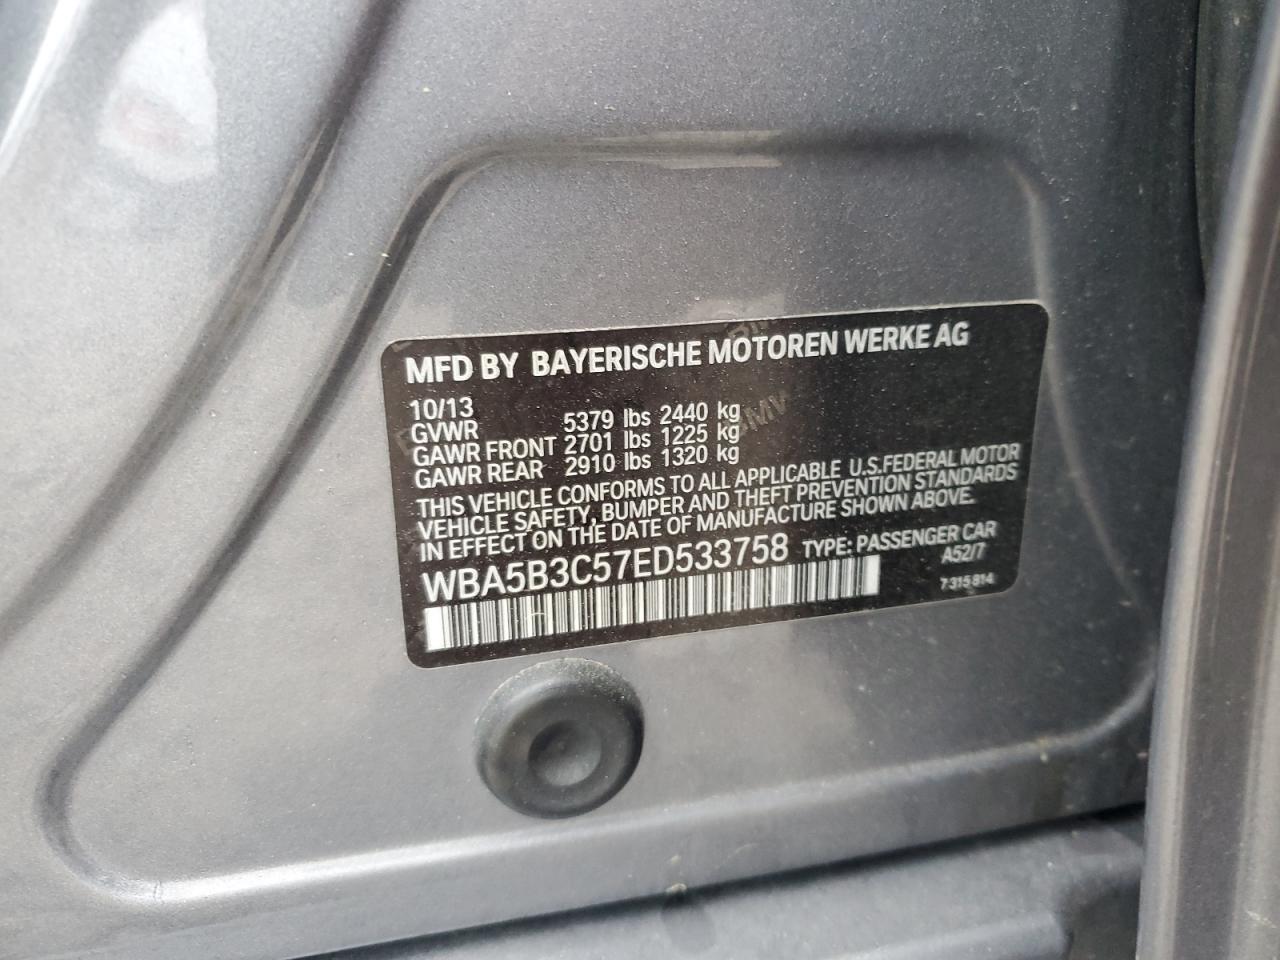 MFD BY BAYERISCHE MOTOREN WERKE AG
10/13
GVWR 5379 lbs 2440 kg
GAWR FRONT 2701 lbs 1225 kg
GAWR REAR 2910 lbs 1320 kg
THIS VEHICLE CONFORMS TO ALL APPLICABLE U.S.FEDERAL MOTOR
VEHICLE SAFETY, BUMPER AND THEFT PREVENTION STANDARDS
IN EFFECT ON THE DATE OF MANUFACTURE SHOWN ABOVE.
WBA5B3C57ED533758 TYPE: PASSENGER CAR
A52/7
7 315 814
BMW